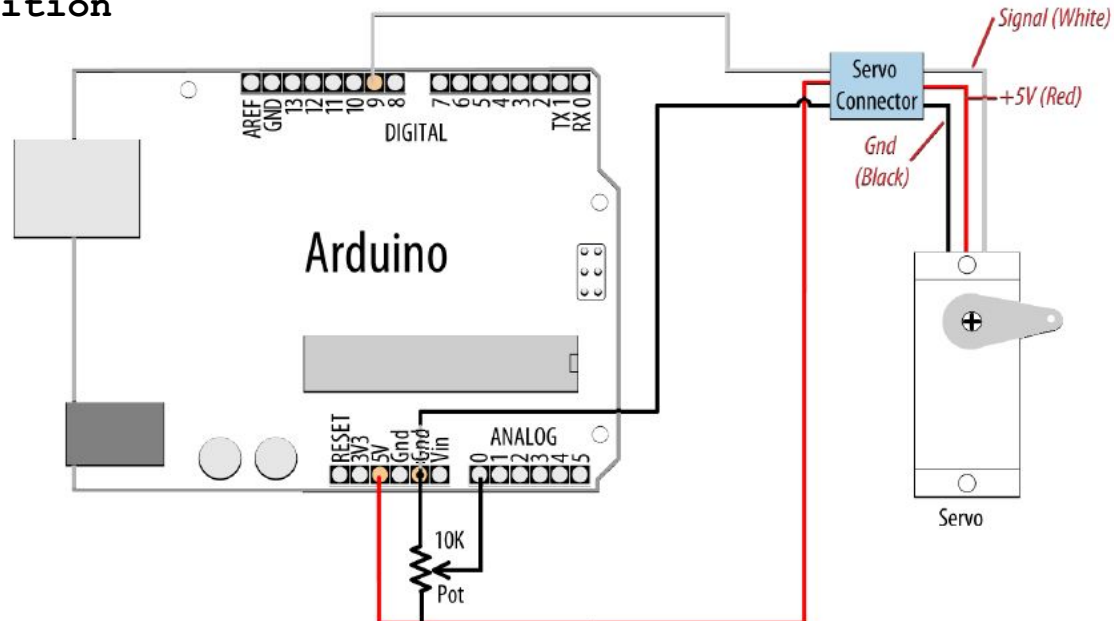 ition
Signal (White)
Servo
Connector
+5V (Red)
Gnd
(Black)
AREF
GND
13
12
11
10
9
8
7
6
5
4
3
2
TX 1
RX 0
DIGITAL
Arduino
RESET
3V3
5V
Gnd
Gnd
Vin
ANALOG
0
1
2
3
4
5
Servo
10K
Pot